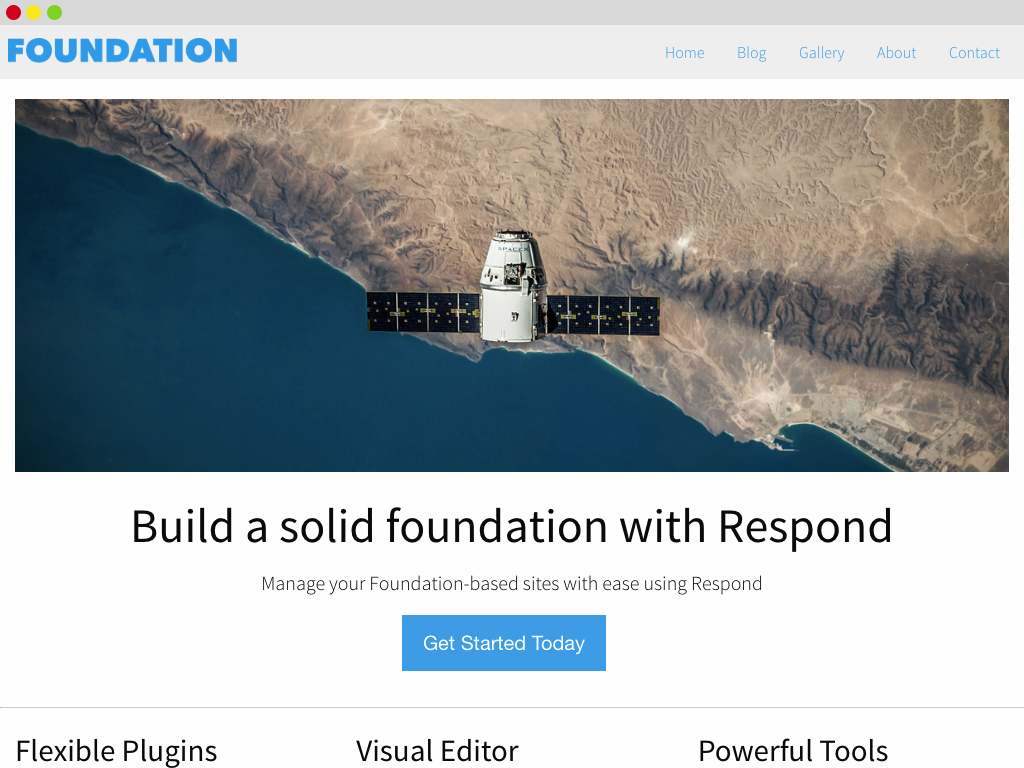 FOUNDATION
Home Blog Gallery About Contact
SPACEX
Build a solid foundation with Respond
Manage your Foundation-based sites with ease using Respond
Get Started Today
Flexible Plugins Visual Editor Powerful Tools